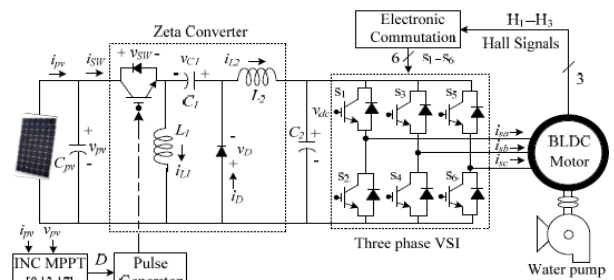 Zeta Converter
Electronic
Commutation
H1–H3
Hall Signals
6
s1-s6
3
ipv
iSW
+ vSW -
vC1
- +
C1
iL2
L2
L1
iL1
- vD +
iD
C2
+ -
vdc
s1
s3
s5
s2
s4
s6
isa
isb
isc
BLDC
Motor
Cpv
+ vpv -
Three phase VSI
Water pump
ipv vpv
INC MPPT
D
Pulse
Generator